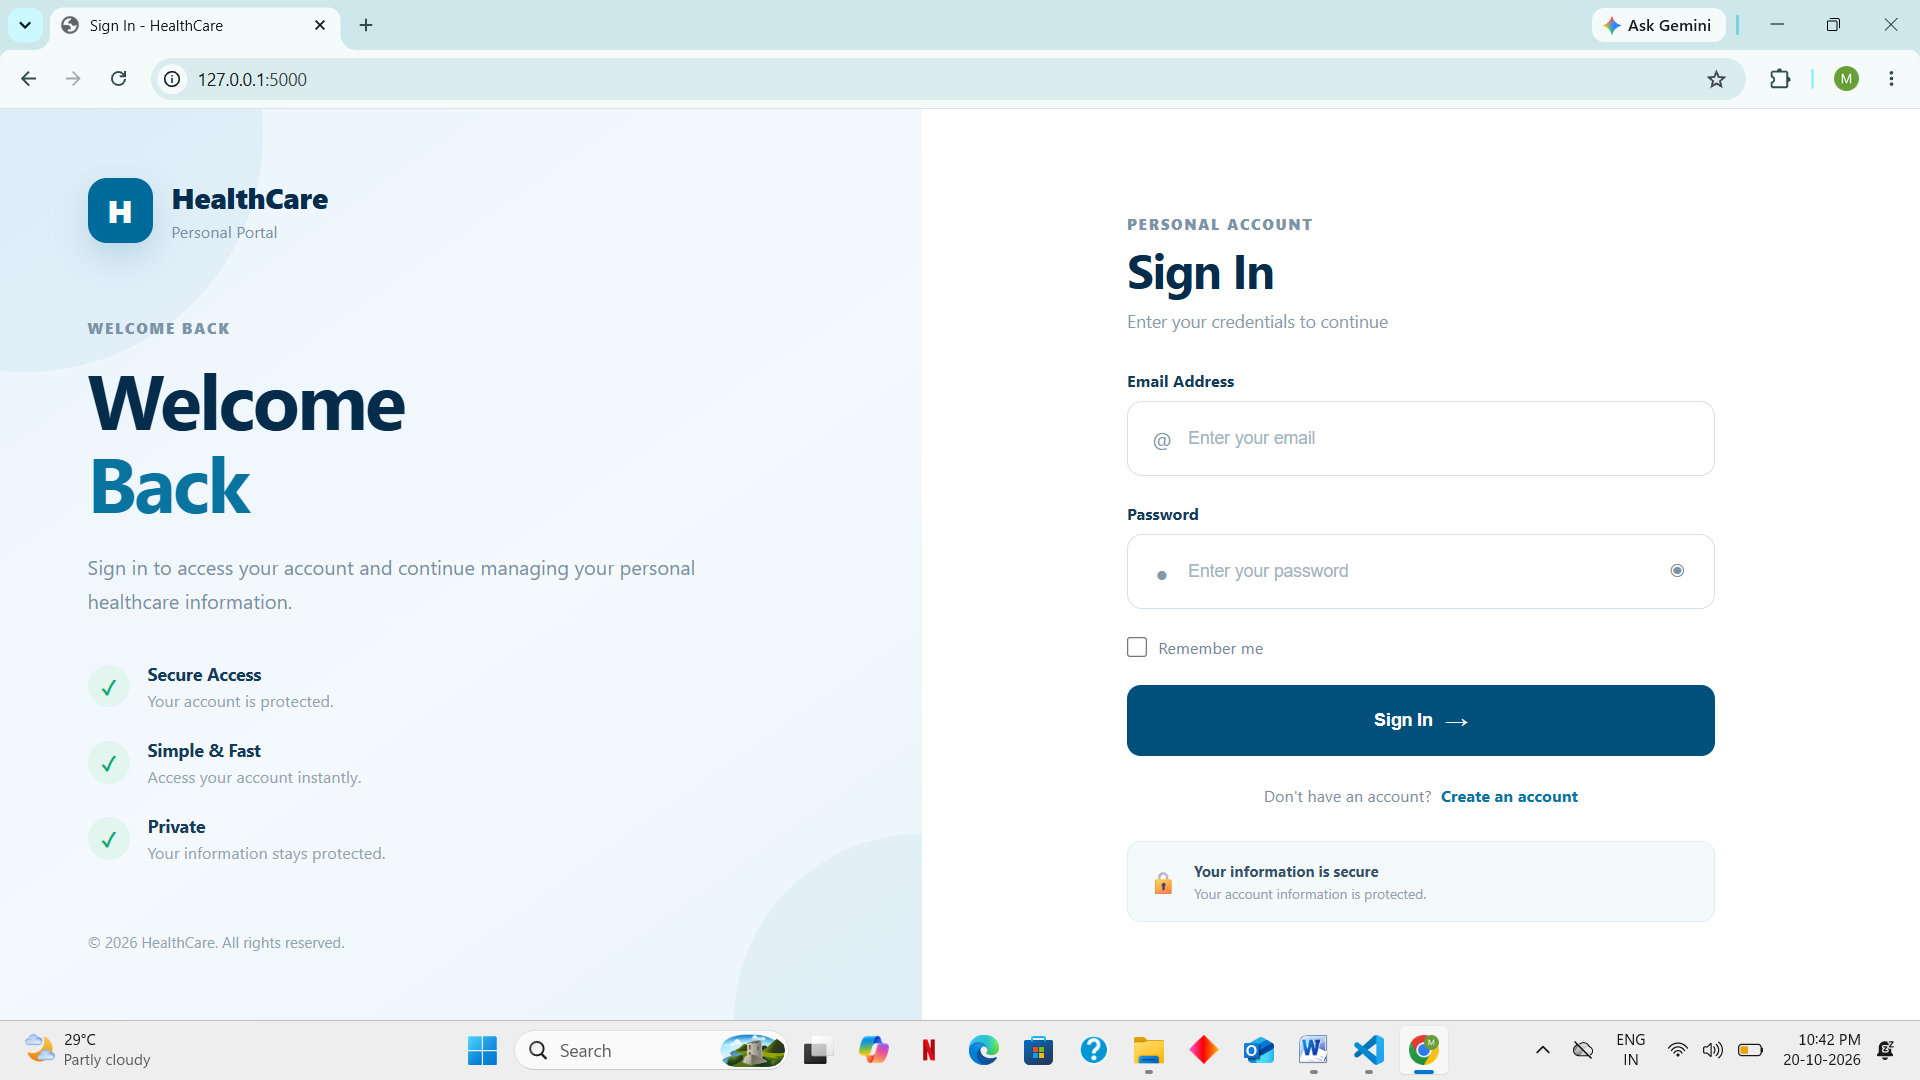 Sign In - HealthCare
Ask Gemini
127.0.0.1:5000
M
H
HealthCare
Personal Portal
WELCOME BACK
Welcome
Back
Sign in to access your account and continue managing your personal
healthcare information.
✓ Secure Access
Your account is protected.
✓ Simple & Fast
Access your account instantly.
✓ Private
Your information stays protected.
© 2026 HealthCare. All rights reserved.
PERSONAL ACCOUNT
Sign In
Enter your credentials to continue
Email Address
@ Enter your email
Password
Enter your password
Remember me
Sign In →
Don't have an account? Create an account
Your information is secure
Your account information is protected.
29°C
Partly cloudy
Search
ENG
IN
10:42 PM
20-10-2026